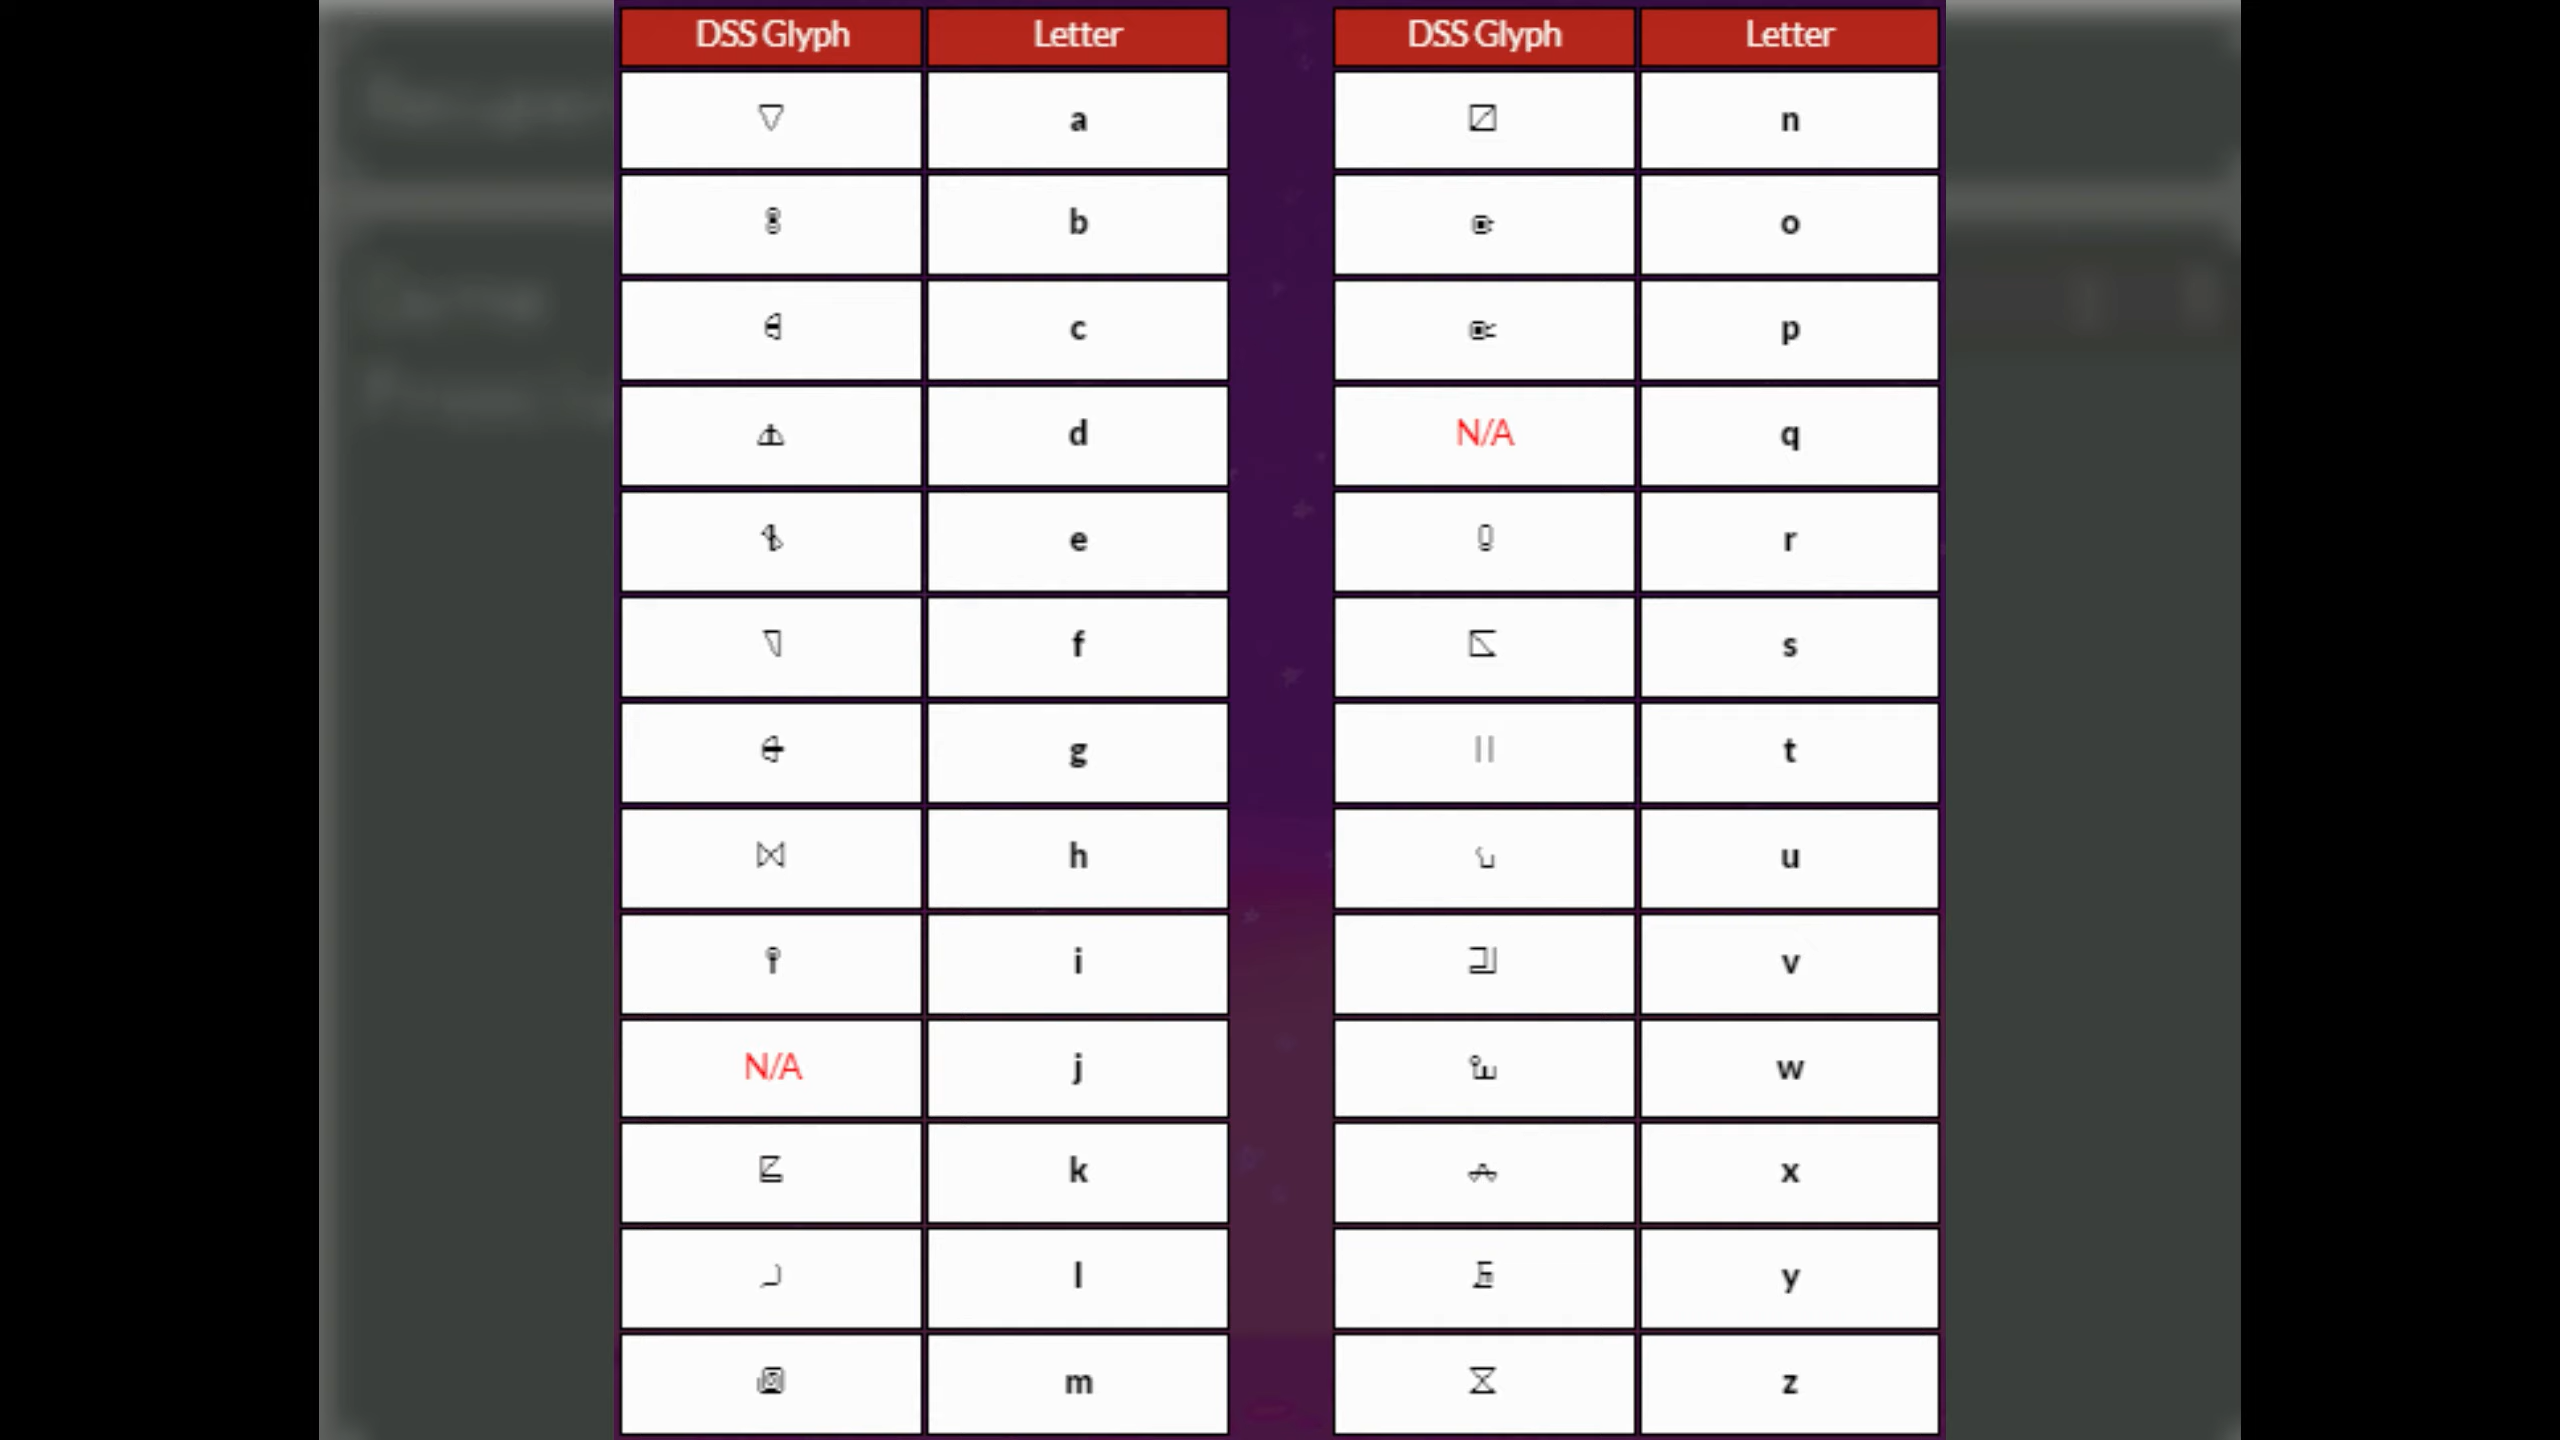 DSS Glyph Letter DSS Glyph Letter
a n
b o
c p
d N/A q
e r
f s
g t
h u
i v
N/A j w
k x
l y
m z